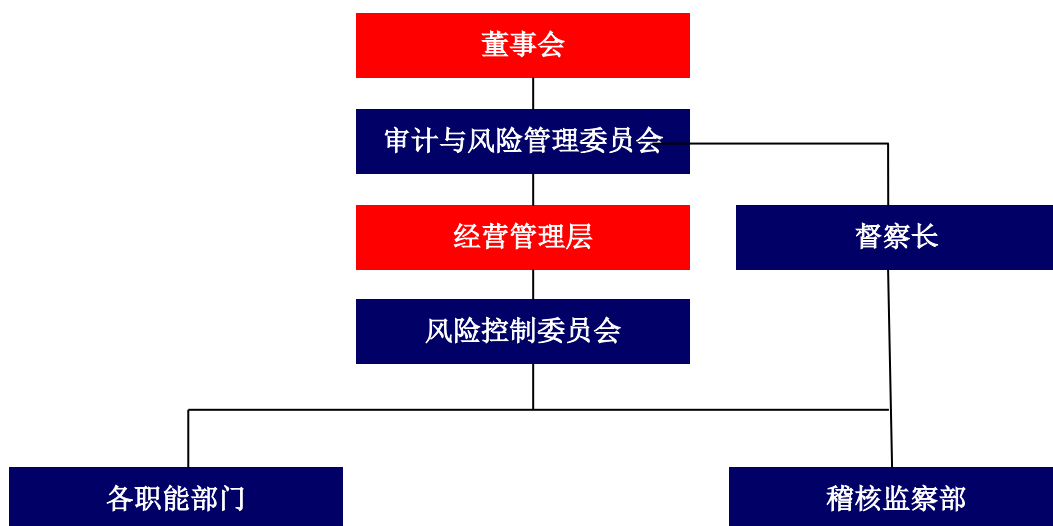 董事会
审计与风险管理委员会
经营管理层
督察长
风险控制委员会
各职能部门
稽核监察部